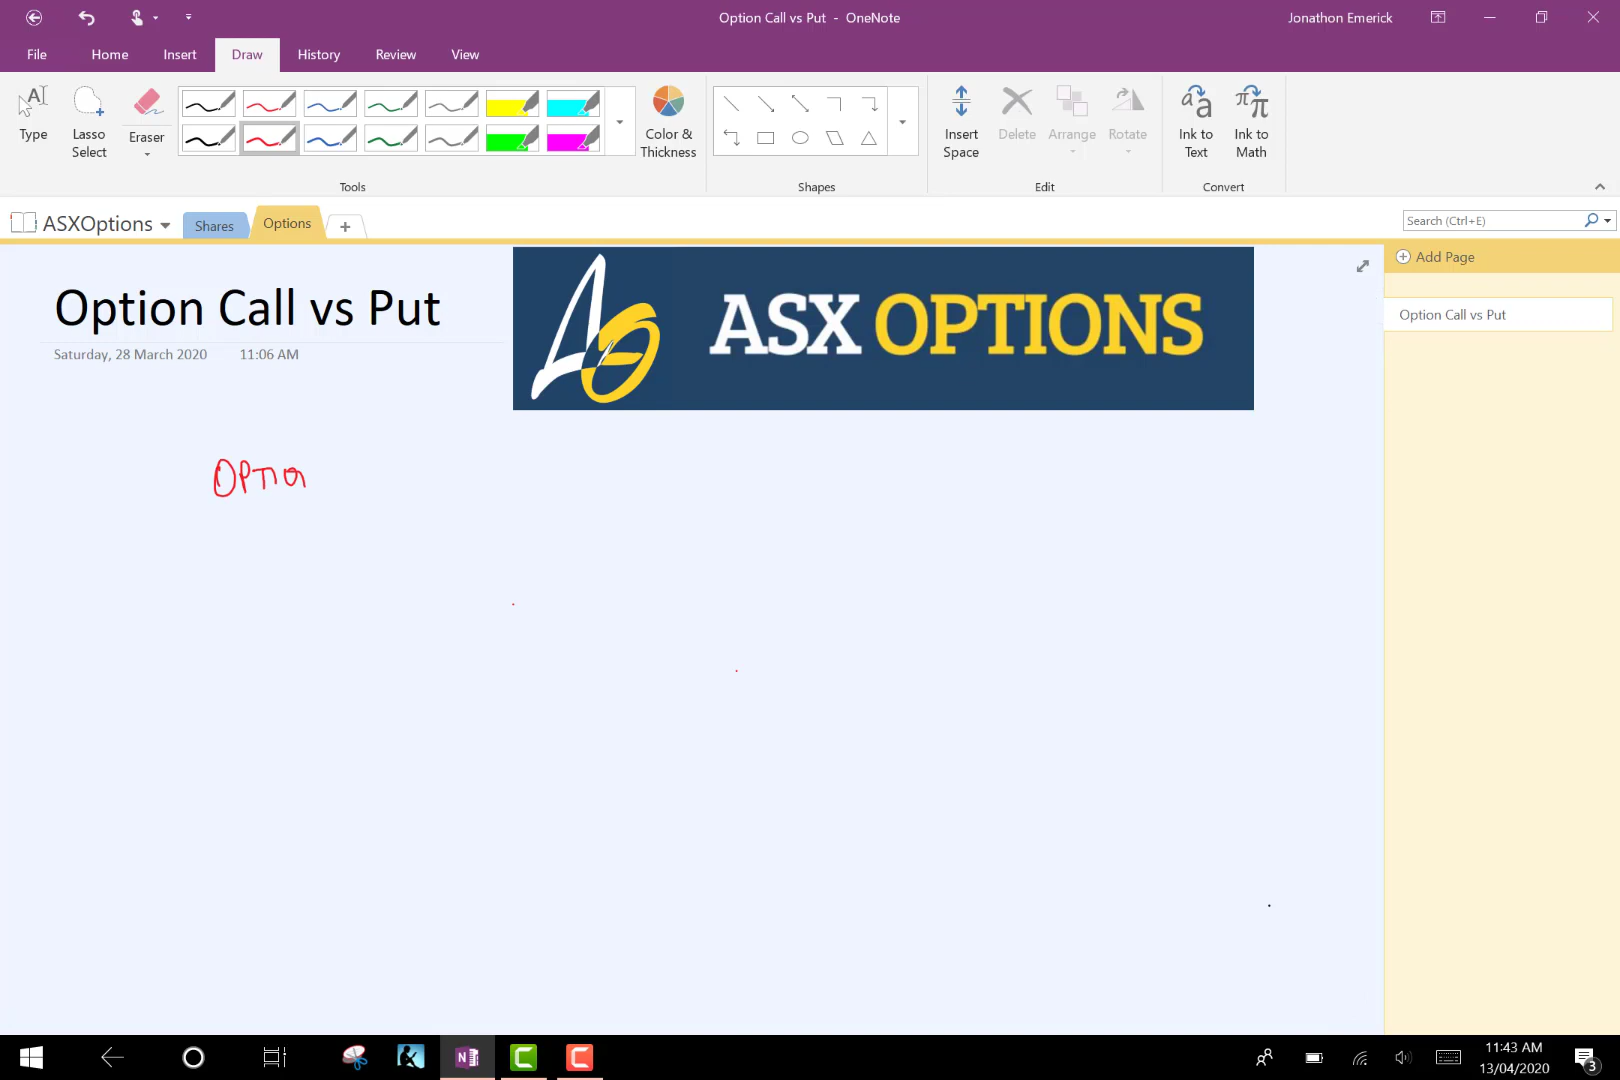 Option Call vs Put - OneNote
Jonathon Emerick
File Home Insert Draw History Review View
Type
Lasso Select
Eraser
Color & Thickness
Insert Space
Delete
Arrange
Rotate
Ink to Text
Ink to Math
Tools
Shapes
Edit
Convert
ASXOptions
Shares
Options
Search (Ctrl+E)
Add Page
Option Call vs Put
Option Call vs Put
Saturday, 28 March 2020 11:06 AM
ASX OPTIONS
OPTIO
11:43 AM
13/04/2020
3